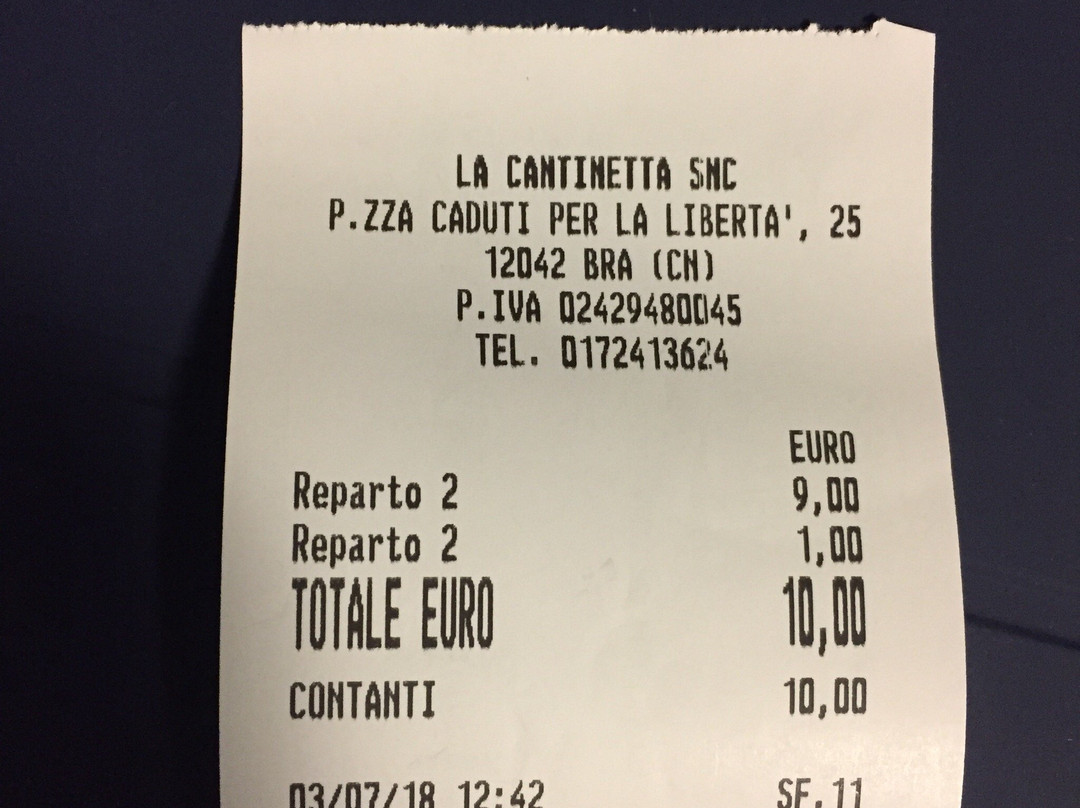 LA CANTINETTA SNC
P.ZZA CADUTI PER LA LIBERTA', 25
12042 BRA (CN)
P.IVA 02429480045
TEL. 0172413624
EURO
Reparto 2 9,00
Reparto 2 1,00
TOTALE EURO 10,00
CONTANTI 10,00
03/07/18 12:42 SF.11